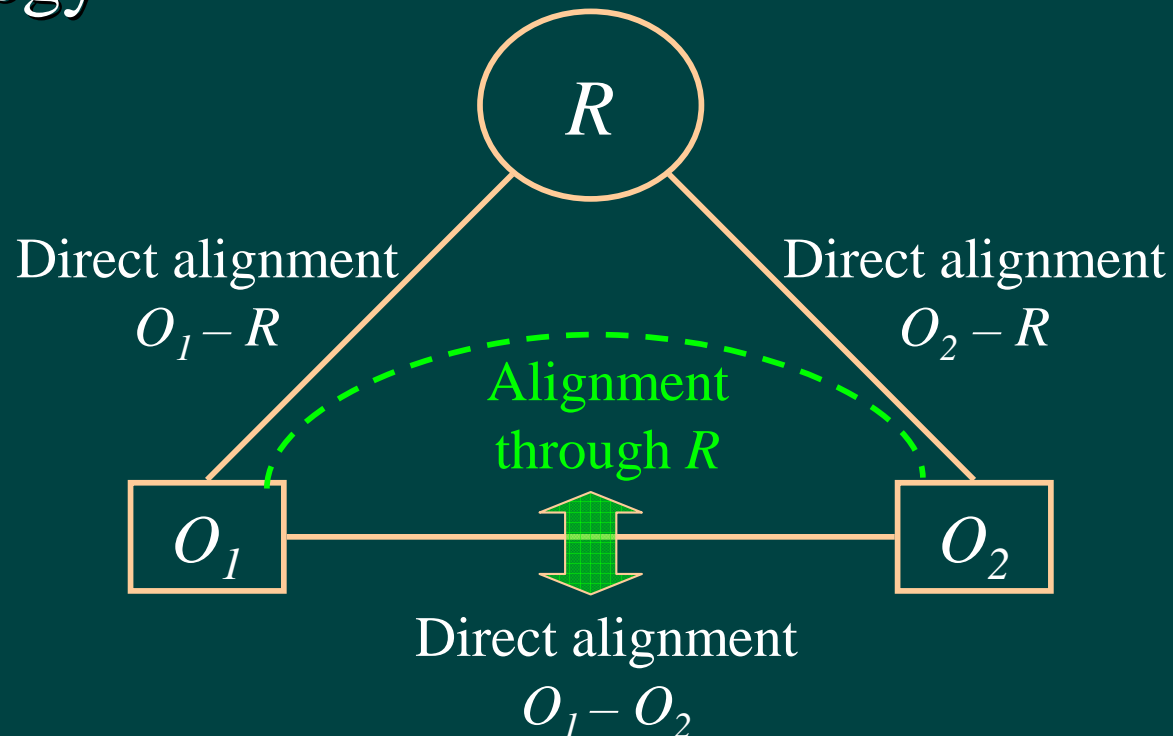 R
Direct alignment
O₁ – R
Direct alignment
O₂ – R
Alignment
through R
O₁
O₂
Direct alignment
O₁ – O₂